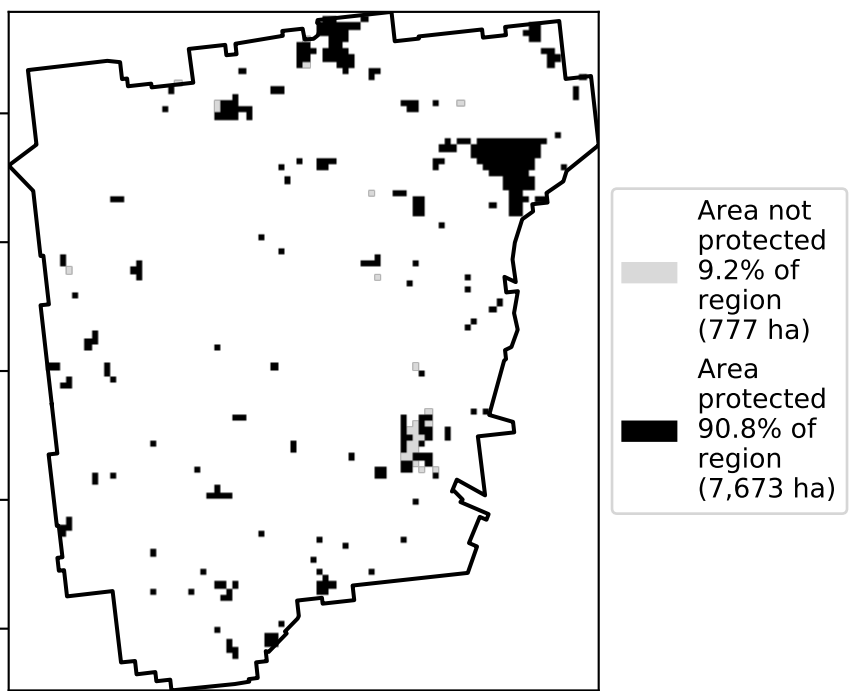 Area not
protected
9.2% of
region
(777 ha)
Area
protected
90.8% of
region
(7,673 ha)